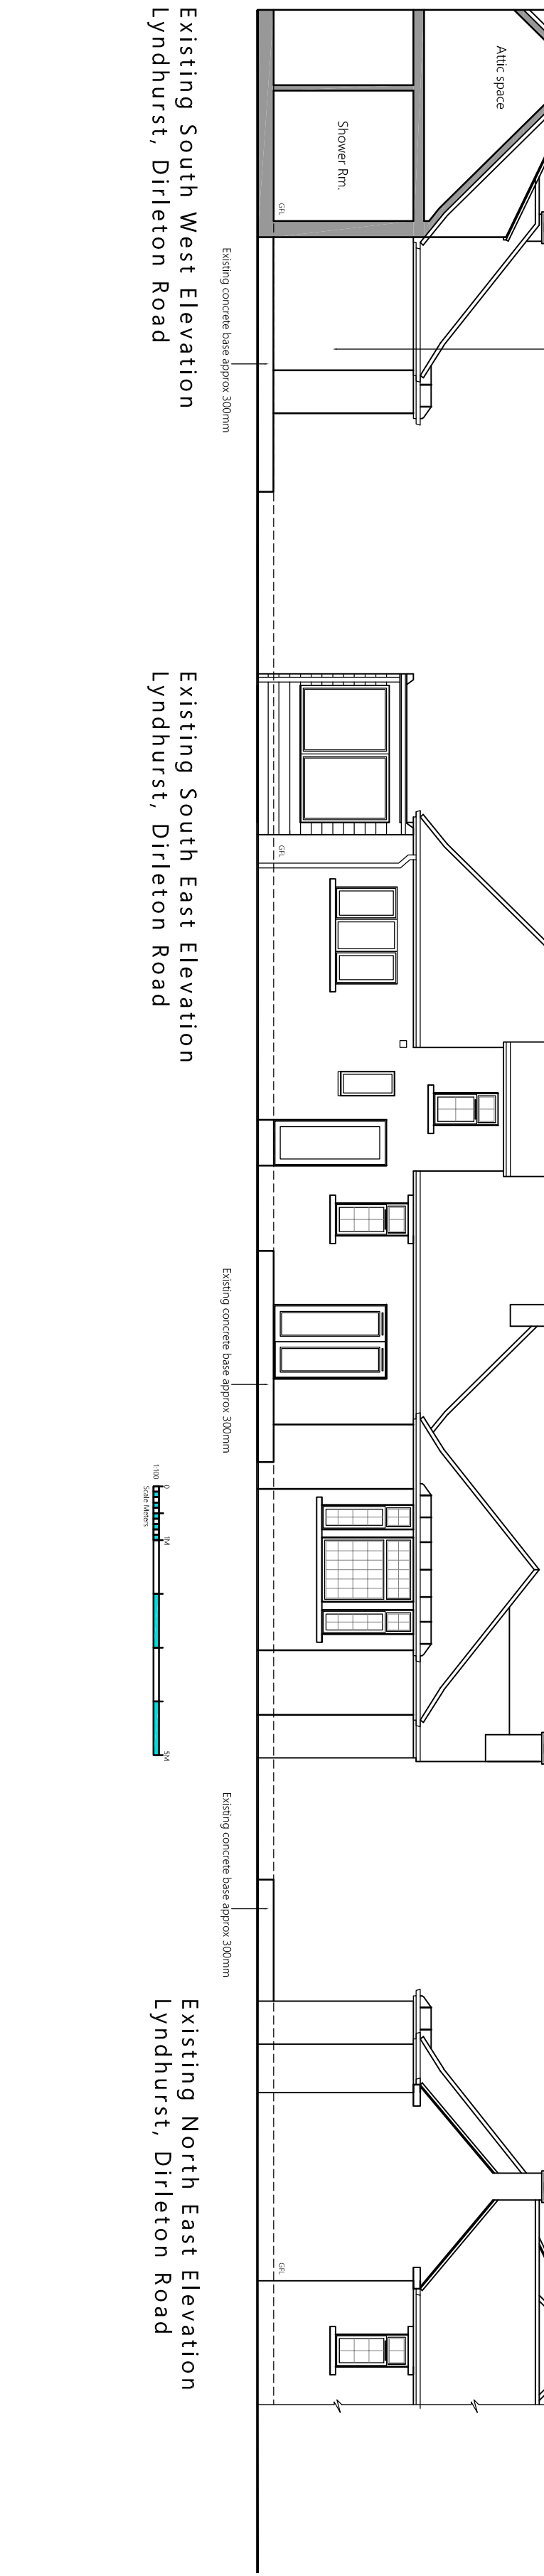 Attic space
Shower Rm.
GFL
Existing concrete base approx 300mm
Existing South West Elevation
Lyndhurst, Dirleton Road
GFL
Existing concrete base approx 300mm
Existing South East Elevation
Lyndhurst, Dirleton Road
1:100
0
1M
5M
Scale Meters
Existing concrete base approx 300mm
GFL
Existing North East Elevation
Lyndhurst, Dirleton Road